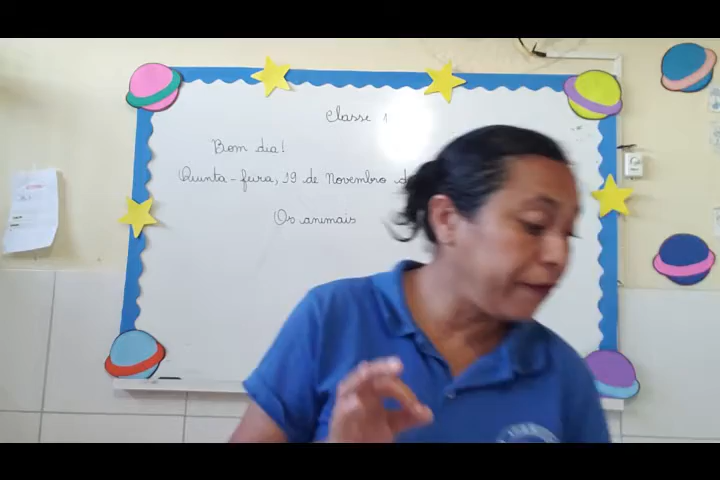 Classe 1
Bom dia!
Quinta-feira, 19 de novembro
Os animais